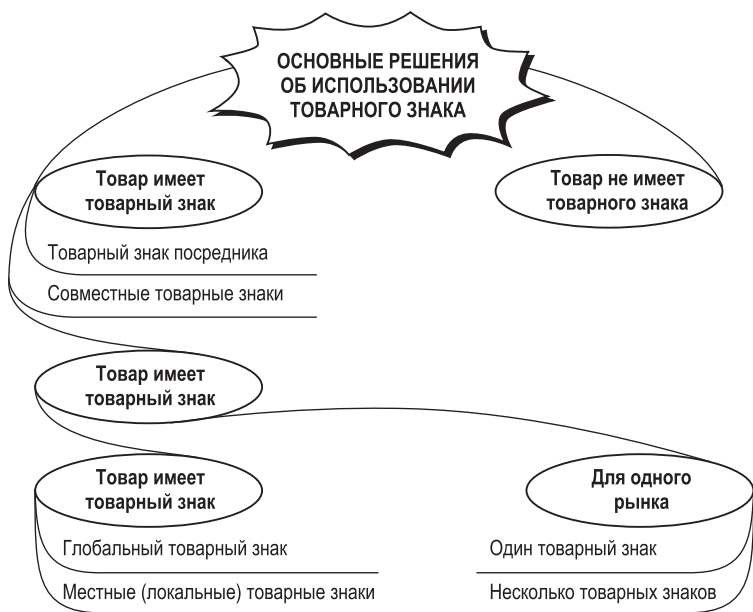 ОСНОВНЫЕ РЕШЕНИЯ
ОБ ИСПОЛЬЗОВАНИИ
ТОВАРНОГО ЗНАКА
Товар имеет
товарный знак
Товар не имеет
товарного знака
Товарный знак посредника
Совместные товарные знаки
Товар имеет
товарный знак
Товар имеет
товарный знак
Для одного
рынка
Глобальный товарный знак
Один товарный знак
Местные (локальные) товарные знаки
Несколько товарных знаков